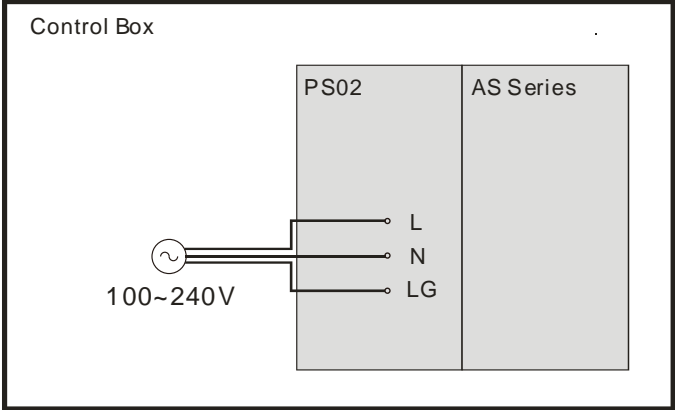 Control Box
PS02
AS Series
L
N
LG
100~240V